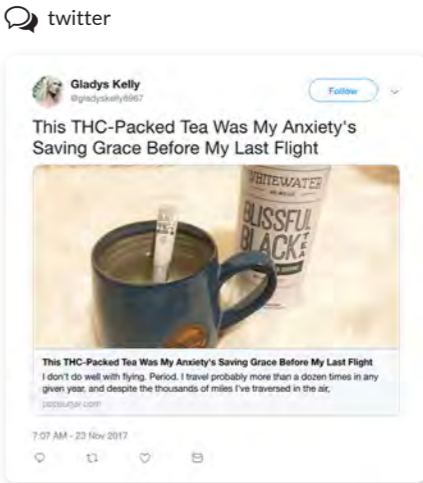 twitter
Gladys Kelly
@gladyskelly6967
Follow
This THC-Packed Tea Was My Anxiety's
Saving Grace Before My Last Flight
WHITEWATER
BLISSFUL
BLACK
TEA
This THC-Packed Tea Was My Anxiety's Saving Grace Before My Last Flight
I don't do well with flying. Period. I travel probably more than a dozen times in any
given year, and despite the thousands of miles I've traversed in the air,
popsugar.com
7:07 AM - 23 Nov 2017